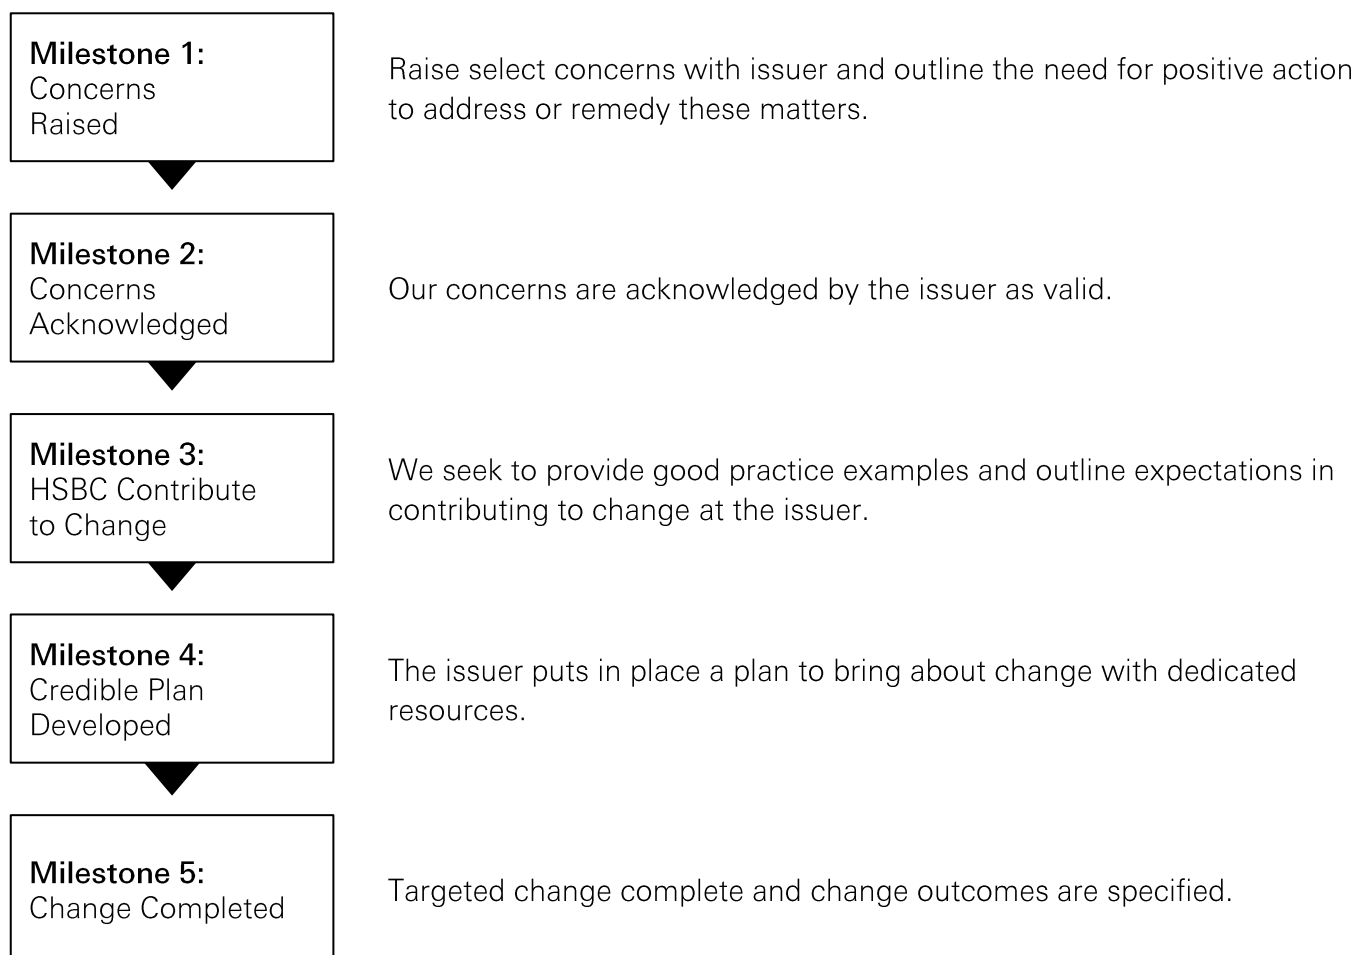 Milestone 1:
Concerns
Raised
Raise select concerns with issuer and outline the need for positive action
to address or remedy these matters.
Milestone 2:
Concerns
Acknowledged
Our concerns are acknowledged by the issuer as valid.
Milestone 3:
HSBC Contribute
to Change
We seek to provide good practice examples and outline expectations in
contributing to change at the issuer.
Milestone 4:
Credible Plan
Developed
The issuer puts in place a plan to bring about change with dedicated
resources.
Milestone 5:
Change Completed
Targeted change complete and change outcomes are specified.